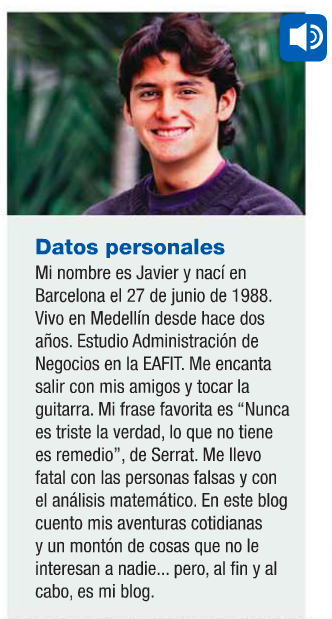 Datos personales
Mi nombre es Javier y nací en
Barcelona el 27 de junio de 1988.
Vivo en Medellín desde hace dos
años. Estudio Administración de
Negocios en la EAFIT. Me encanta
salir con mis amigos y tocar la
guitarra. Mi frase favorita es “Nunca
es triste la verdad, lo que no tiene
es remedio”, de Serrat. Me llevo
fatal con las personas falsas y con
el análisis matemático. En este blog
cuento mis aventuras cotidianas
y un montón de cosas que no le
interesan a nadie... pero, al fin y al
cabo, es mi blog.